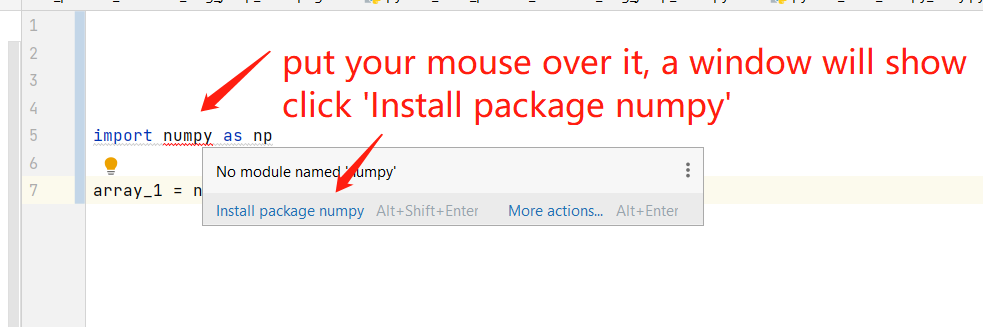 1
2
put your mouse over it, a window will show
3
click 'Install package numpy'
4
5 import numpy as np
6
No module named 'numpy'
7 array_1 = n
Install package numpy Alt+Shift+Enter More actions... Alt+Enter